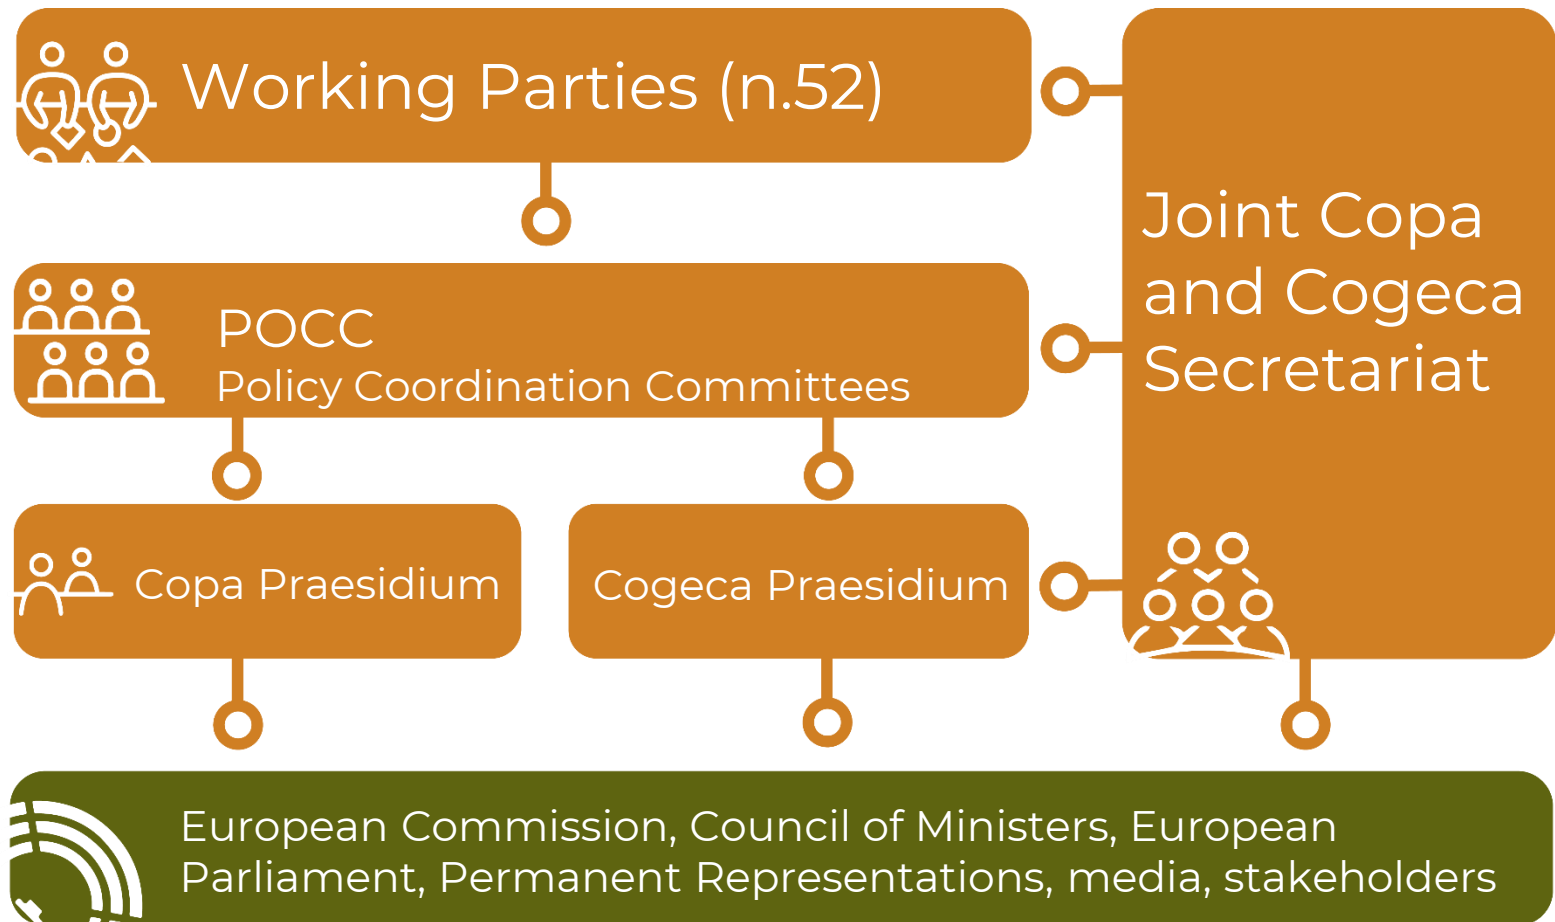 Working Parties (n.52)
Joint Copa
and Cogeca
Secretariat
POCC
Policy Coordination Committees
Copa Praesidium
Cogeca Praesidium
European Commission, Council of Ministers, European
Parliament, Permanent Representations, media, stakeholders